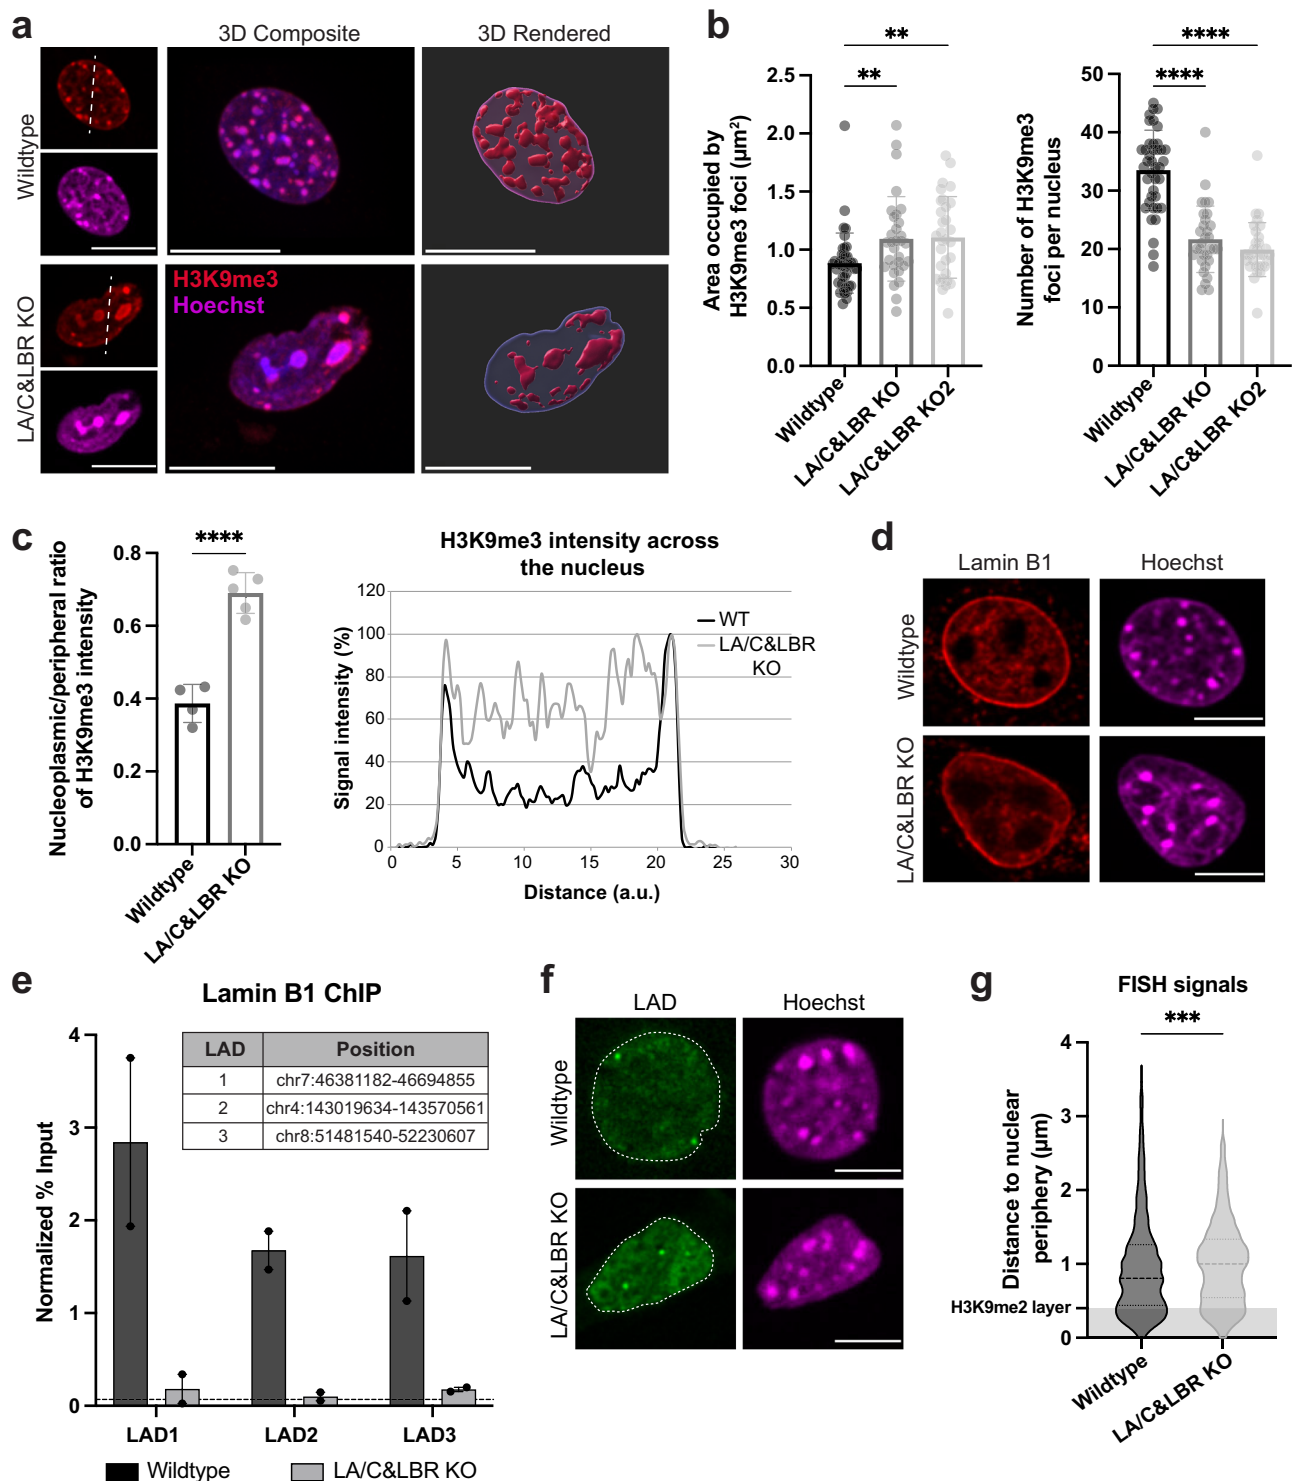 a
3D Composite
3D Rendered
Wildtype
LA/C&LBR KO
H3K9me3
Hoechst
b
**
**
Area occupied by
H3K9me3 foci (µm²)
2.5
2.0
1.5
1.0
0.5
0.0
Wildtype
LA/C&LBR KO
LA/C&LBR KO2
****
****
Number of H3K9me3
foci per nucleus
50
40
30
20
10
0
Wildtype
LA/C&LBR KO
LA/C&LBR KO2
c
****
Nucleoplasmic/peripheral ratio
of H3K9me3 intensity
0.8
0.6
0.4
0.2
0.0
Wildtype
LA/C&LBR KO
H3K9me3 intensity across
the nucleus
Signal intensity (%)
120
100
80
60
40
20
0
WT
LA/C&LBR
KO
0 5 10 15 20 25 30
Distance (a.u.)
d
Lamin B1
Hoechst
Wildtype
LA/C&LBR KO
e
Lamin B1 ChIP
LAD Position
1 chr7:46381182-46694855
2 chr4:143019634-143570561
3 chr8:51481540-52230607
Normalized % Input
4
3
2
1
0
LAD1 LAD2 LAD3
Wildtype LA/C&LBR KO
f
LAD
Hoechst
Wildtype
LA/C&LBR KO
g
FISH signals
***
Distance to nuclear
periphery (µm)
4
3
2
1
0
H3K9me2 layer
Wildtype
LA/C&LBR KO